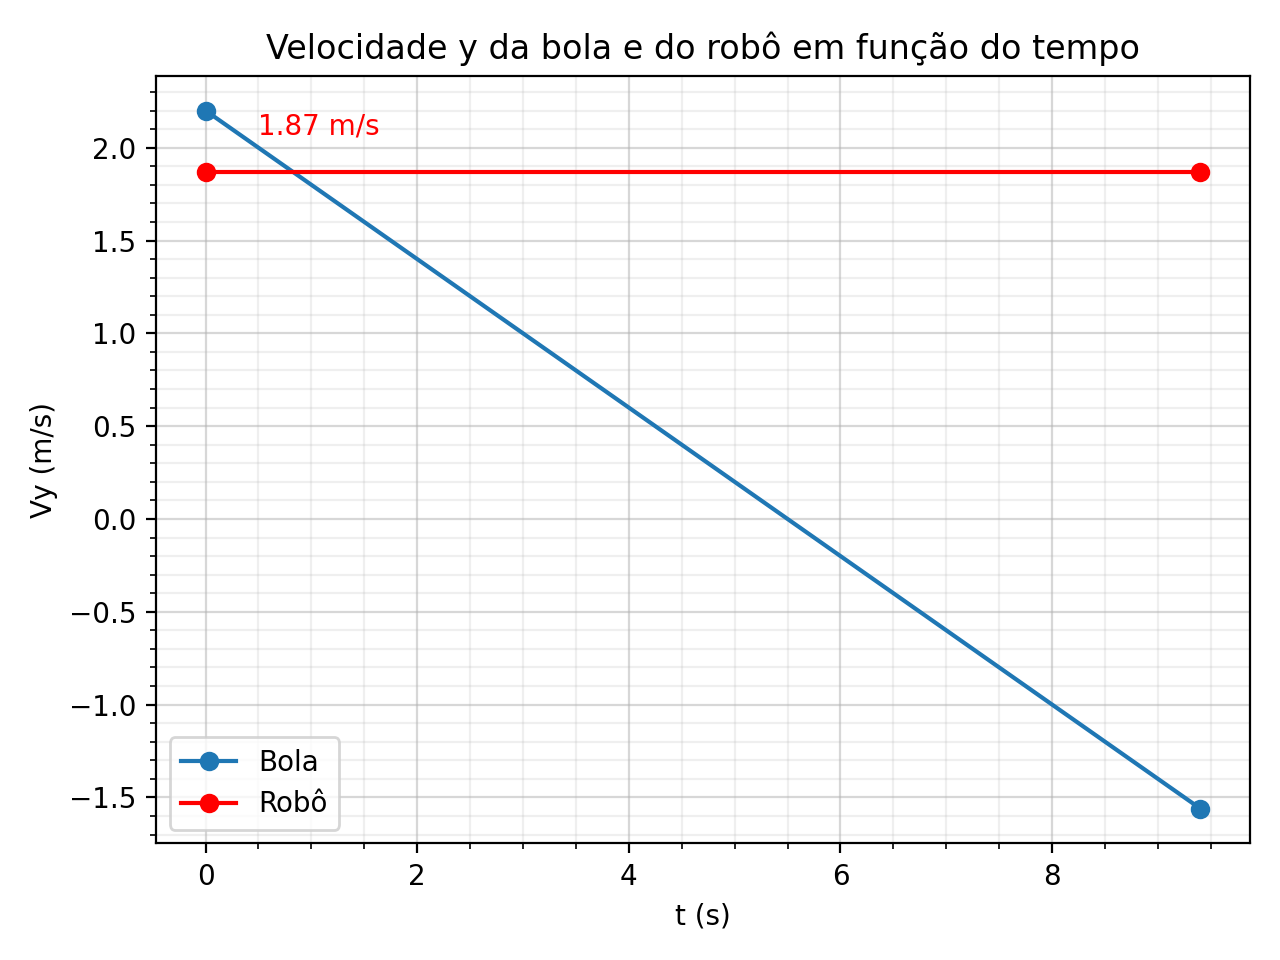 Velocidade y da bola e do robô em função do tempo
1.87 m/s
2.0
1.5
1.0
0.5
0.0
−0.5
−1.0
−1.5
Vy (m/s)
Bola
Robô
0 2 4 6 8
t (s)